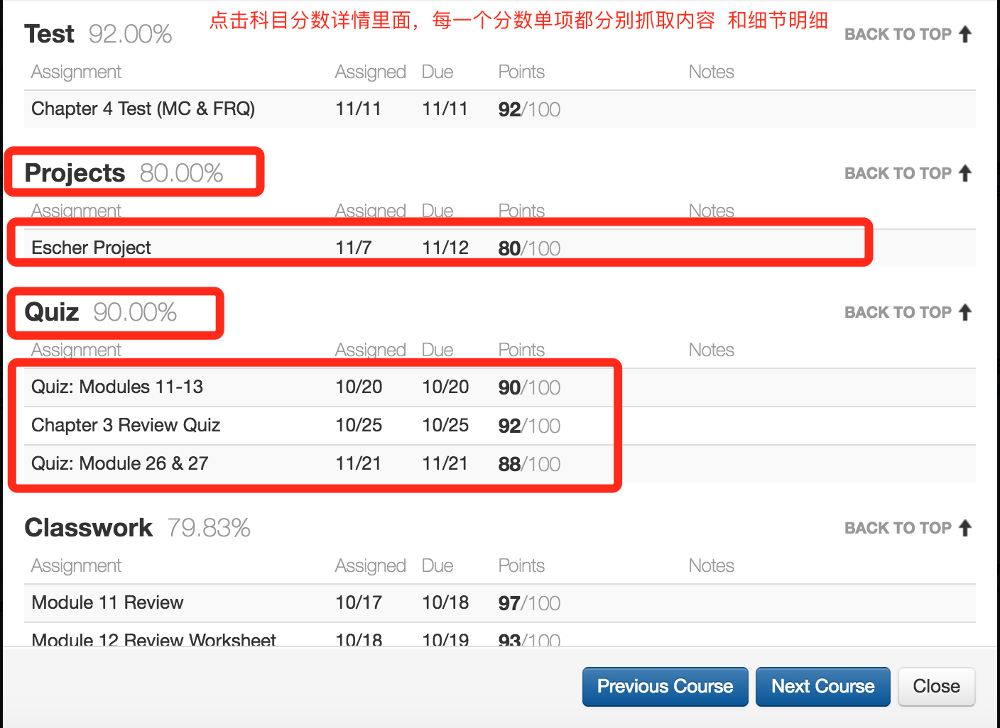 点击科目分数详情里面，每一个分数单项都分别抓取内容 和细节明细
Test 92.00% BACK TO TOP
Assignment Assigned Due Points Notes
Chapter 4 Test (MC & FRQ) 11/11 11/11 92/100
Projects 80.00% BACK TO TOP
Assignment Assigned Due Points Notes
Escher Project 11/7 11/12 80/100
Quiz 90.00% BACK TO TOP
Assignment Assigned Due Points Notes
Quiz: Modules 11-13 10/20 10/20 90/100
Chapter 3 Review Quiz 10/25 10/25 92/100
Quiz: Module 26 & 27 11/21 11/21 88/100
Classwork 79.83% BACK TO TOP
Assignment Assigned Due Points Notes
Module 11 Review 10/17 10/18 97/100
Module 12 Review Worksheet 10/18 10/19 93/100
Previous Course Next Course Close